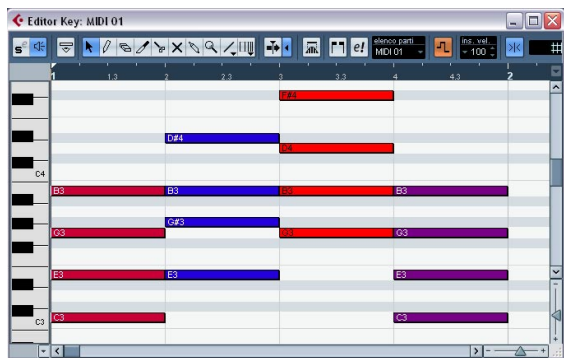 Editor Key: MIDI 01
elenco parti
ins. vel.
MIDI 01
100
1 1.3 2 2.3 3 3.3 4 4.3 2
F#4
D#4
D4
C4
B3 B3 B3 B3
G#3
G3 G3 G3
E3 E3 E3
C3 C3 C3